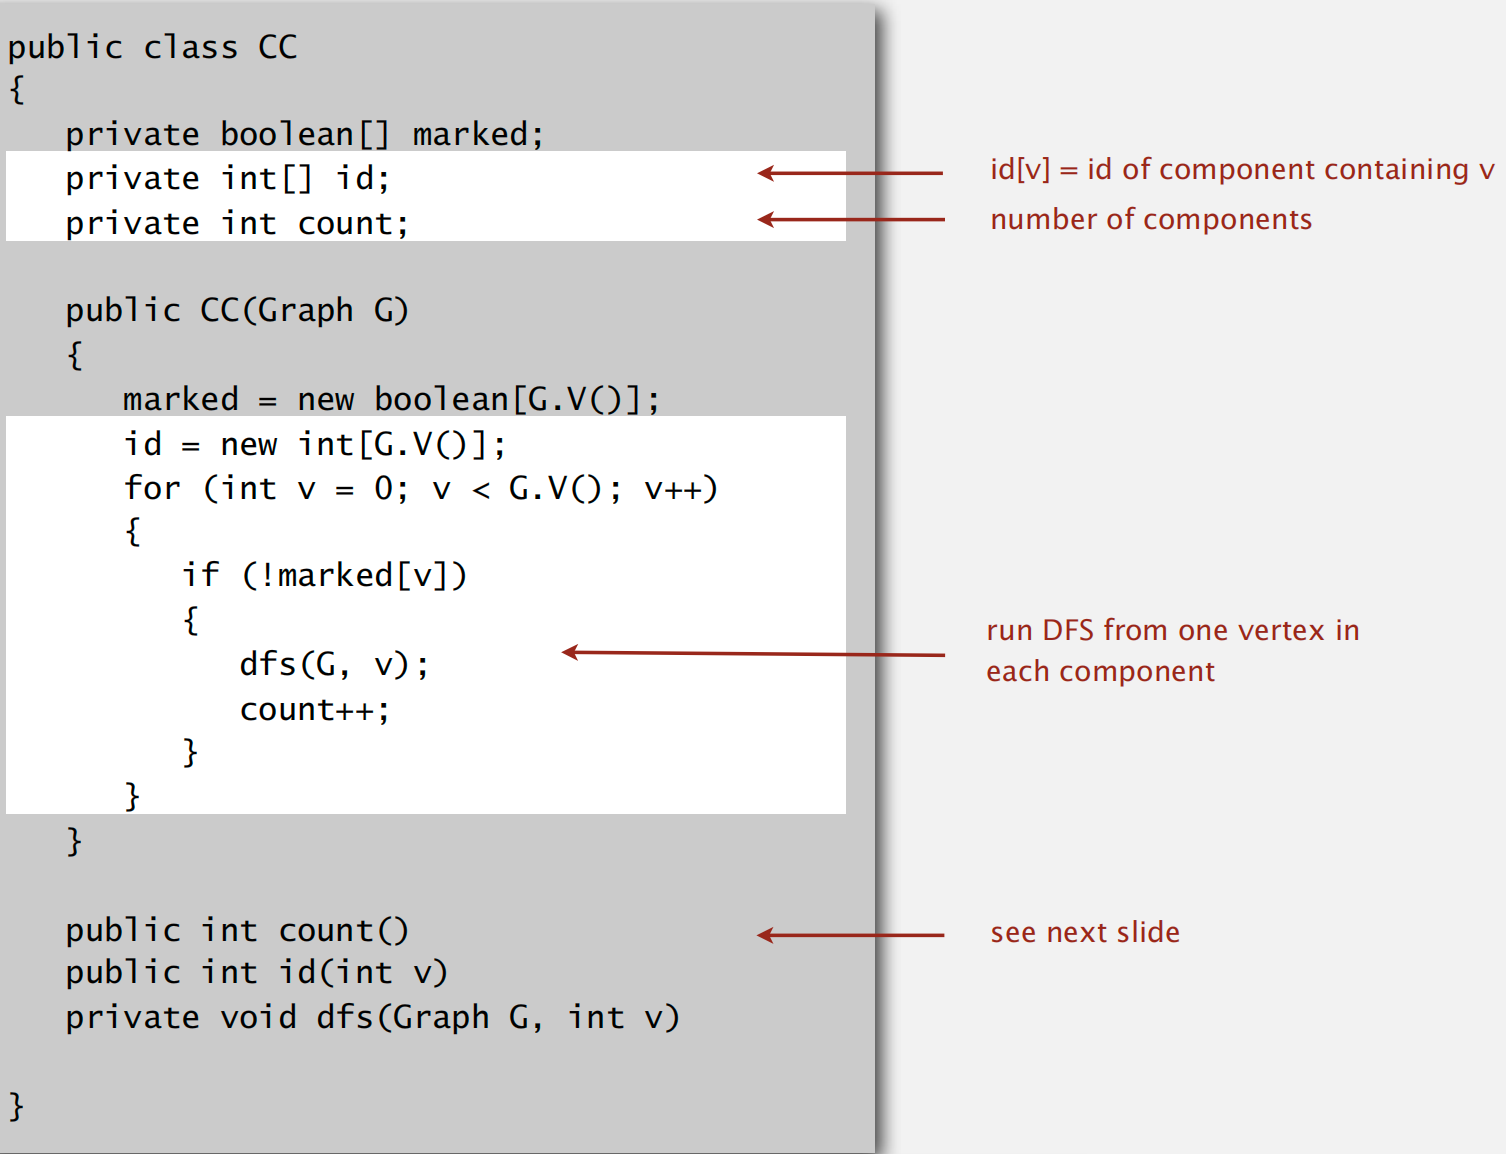 public class CC
{
   private boolean[] marked;
   private int[] id;
   private int count;
   public CC(Graph G)
   {
      marked = new boolean[G.V()];
      id = new int[G.V()];
      for (int v = 0; v < G.V(); v++)
      {
         if (!marked[v])
         {
            dfs(G, v);
            count++;
         }
      }
   }
   public int count()
   public int id(int v)
   private void dfs(Graph G, int v)
}
id[v] = id of component containing v
number of components
run DFS from one vertex in
each component
see next slide